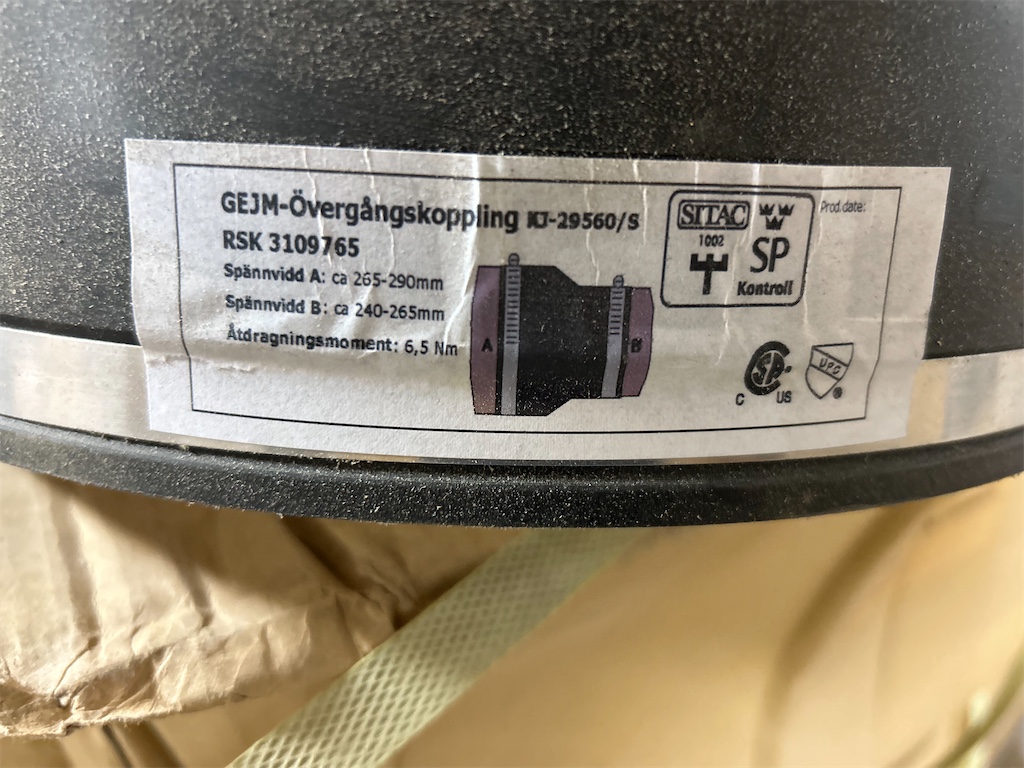 GEJM-Övergångskoppling KJ-29560/S
RSK 3109765
Spännvidd A: ca 265-290mm
Spännvidd B: ca 240-265mm
Åtdragningsmoment: 6,5 Nm
A
B
SITAC
1002
SP
Kontroll
Prod.date:
C
US
UPC
®